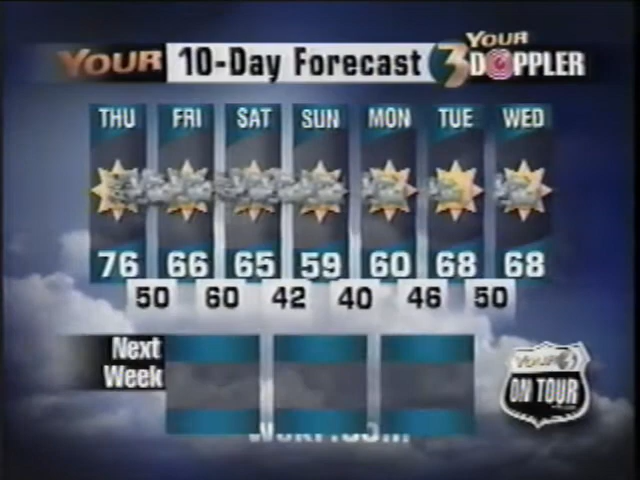 YOUR 10-Day Forecast 3 YOUR DOPPLER
THU FRI SAT SUN MON TUE WED
76 66 65 59 60 68 68
50 60 42 40 46 50
Next
Week
YOUR 3
ON TOUR